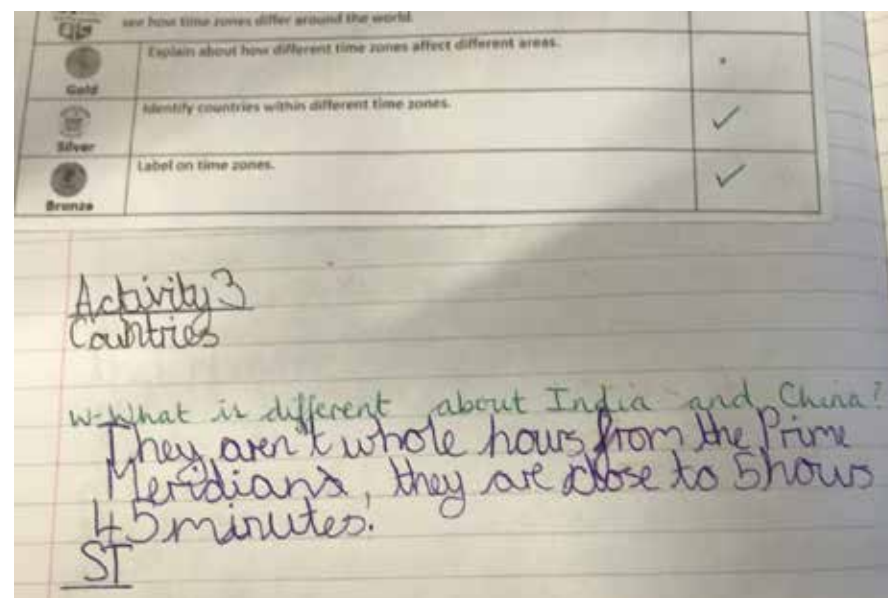 see how time zones differ around the world.
Explain about how different time zones affect different areas.
Gold
Identify countries within different time zones.
Silver
Label on time zones.
Bronze
Activity 3
Countries
W-What is different about India and China?
They aren't whole hours from the Prime
Meridians, they are close to 5 hours
45 minutes.
ST